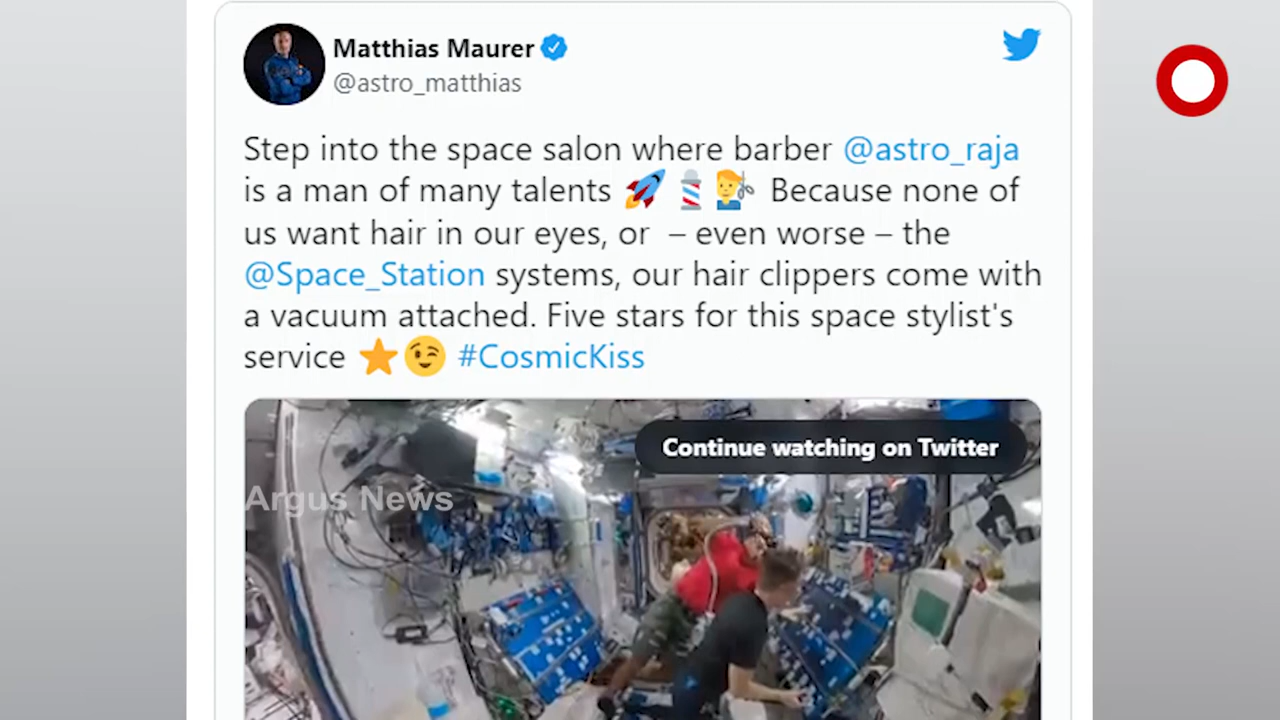 Matthias Maurer
@astro_matthias
Step into the space salon where barber @astro_raja
is a man of many talents 🚀💈💇‍♂️ Because none of
us want hair in our eyes, or – even worse – the
@Space_Station systems, our hair clippers come with
a vacuum attached. Five stars for this space stylist's
service ⭐😉 #CosmicKiss
Continue watching on Twitter
Argus News